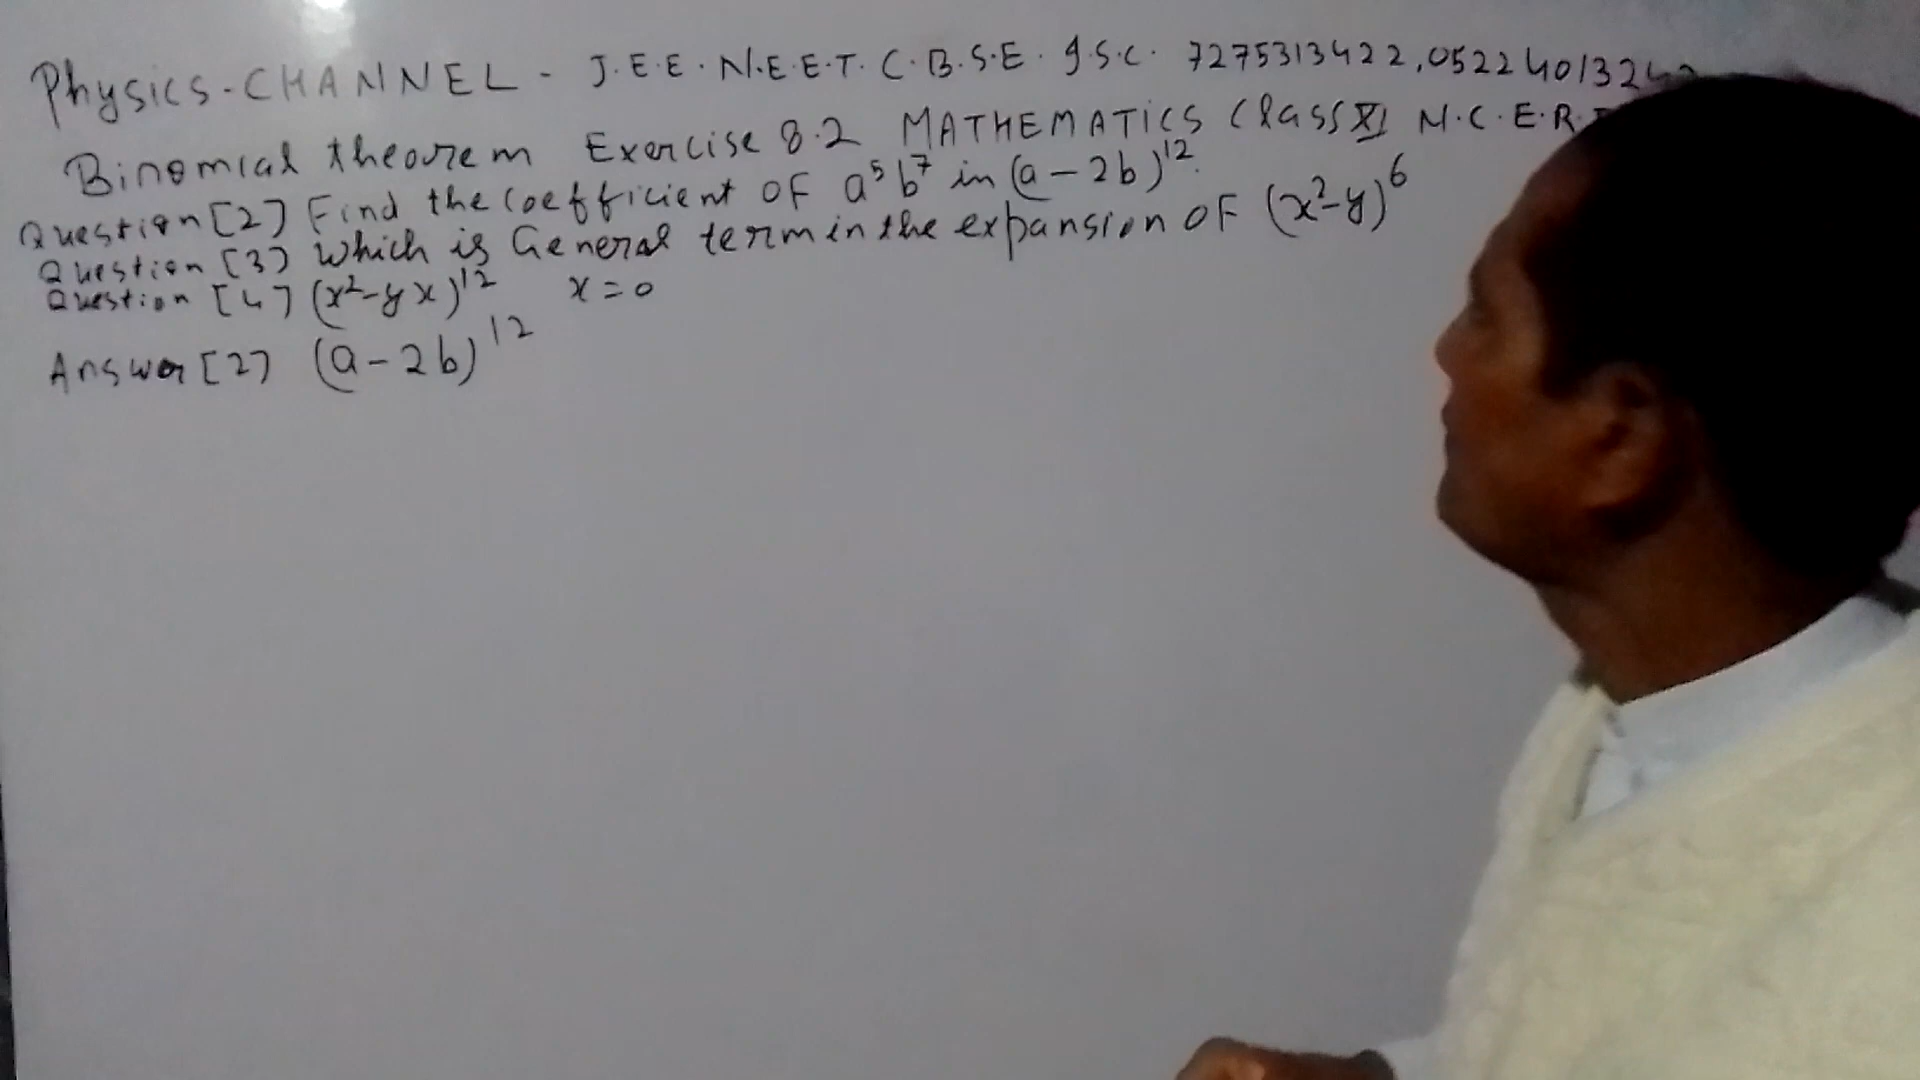 Physics-CHANNEL - J.E.E. N.E.E.T. C.B.S.E. I.S.C. 7275313422, 0522401324
Binomial theorem Exercise 8.2 MATHEMATICS Class XI N.C.E.R.T
Question [2] Find the coefficient OF a⁵b⁷ in (a-2b)¹².
Question [3] Which is General term in the expansion OF (x²-y)⁶
Question [4] (x²-yx)¹² x=0
Answer [2] (a-2b)¹²